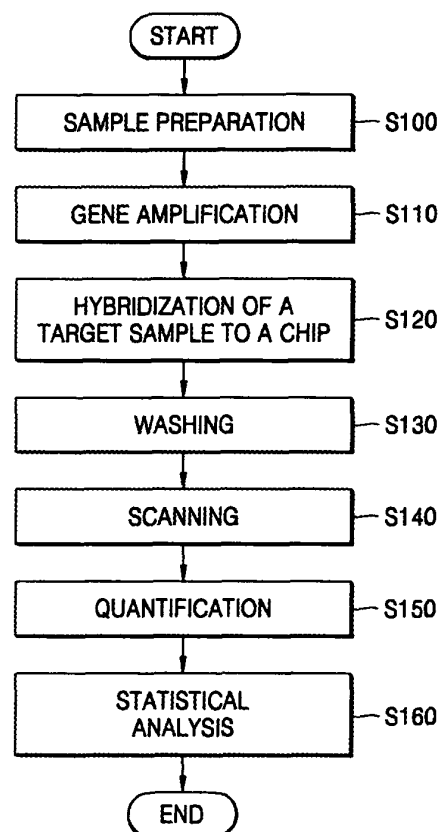 START
SAMPLE PREPARATION
S100
GENE AMPLIFICATION
S110
HYBRIDIZATION OF A
TARGET SAMPLE TO A CHIP
S120
WASHING
S130
SCANNING
S140
QUANTIFICATION
S150
STATISTICAL
ANALYSIS
S160
END